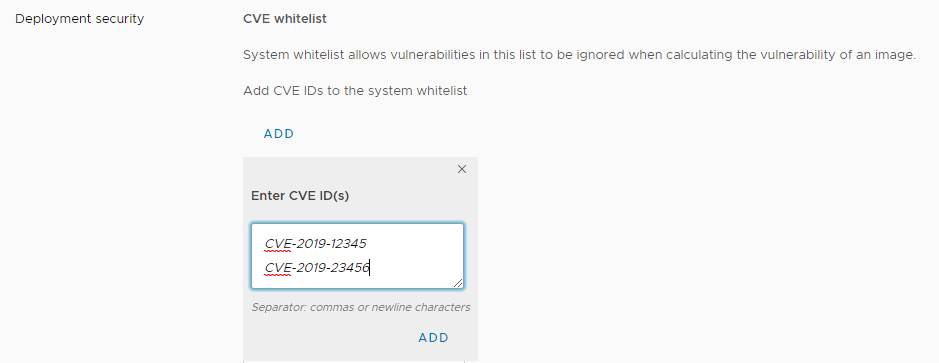 Deployment security
CVE whitelist
System whitelist allows vulnerabilities in this list to be ignored when calculating the vulnerability of an image.
Add CVE IDs to the system whitelist
ADD
Enter CVE ID(s)
CVE-2019-12345
CVE-2019-23456
Separator: commas or newline characters
ADD